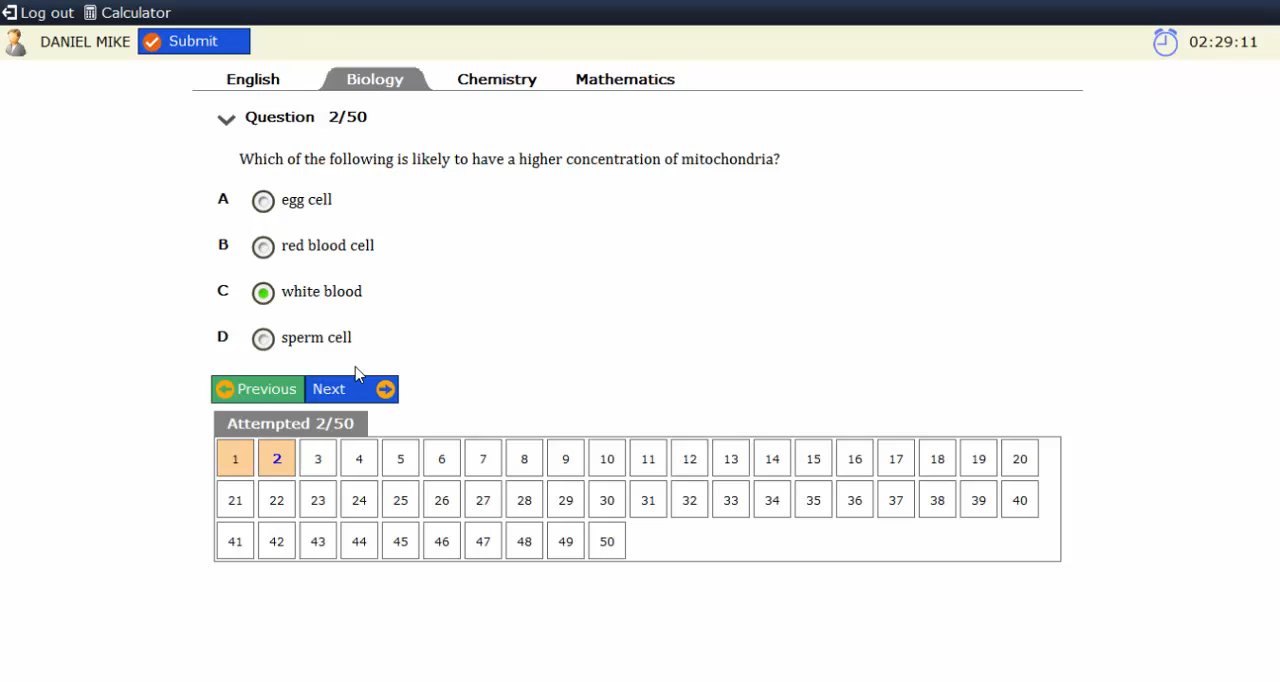 Log out Calculator
DANIEL MIKE Submit 02:29:11
English Biology Chemistry Mathematics
Question 2/50
Which of the following is likely to have a higher concentration of mitochondria?
A egg cell
B red blood cell
C white blood
D sperm cell
Previous Next
Attempted 2/50
1 2 3 4 5 6 7 8 9 10 11 12 13 14 15 16 17 18 19 20
21 22 23 24 25 26 27 28 29 30 31 32 33 34 35 36 37 38 39 40
41 42 43 44 45 46 47 48 49 50